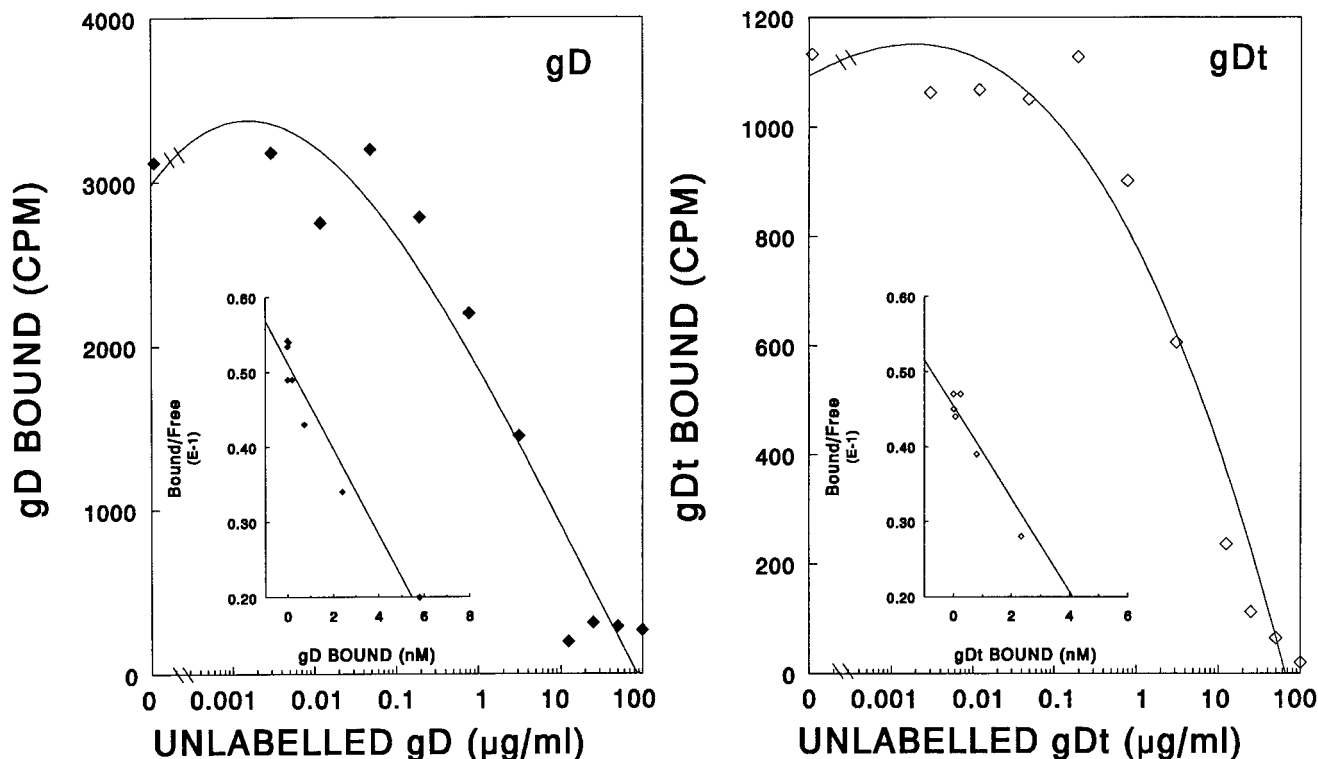 gD
4000
3000
2000
1000
0
gD BOUND (CPM)
0.60
0.50
0.40
0.30
0.20
Bound/Free
(E-1)
0 2 4 6 8
gD BOUND (nM)
0 0.001 0.01 0.1 1 10 100
UNLABELLED gD (µg/ml)
gDt
1200
1000
800
600
400
200
0
gDt BOUND (CPM)
0.60
0.50
0.40
0.30
0.20
Bound/Free
(E-1)
0 2 4 6
gDt BOUND (nM)
0 0.001 0.01 0.1 1 10 100
UNLABELLED gDt (µg/ml)